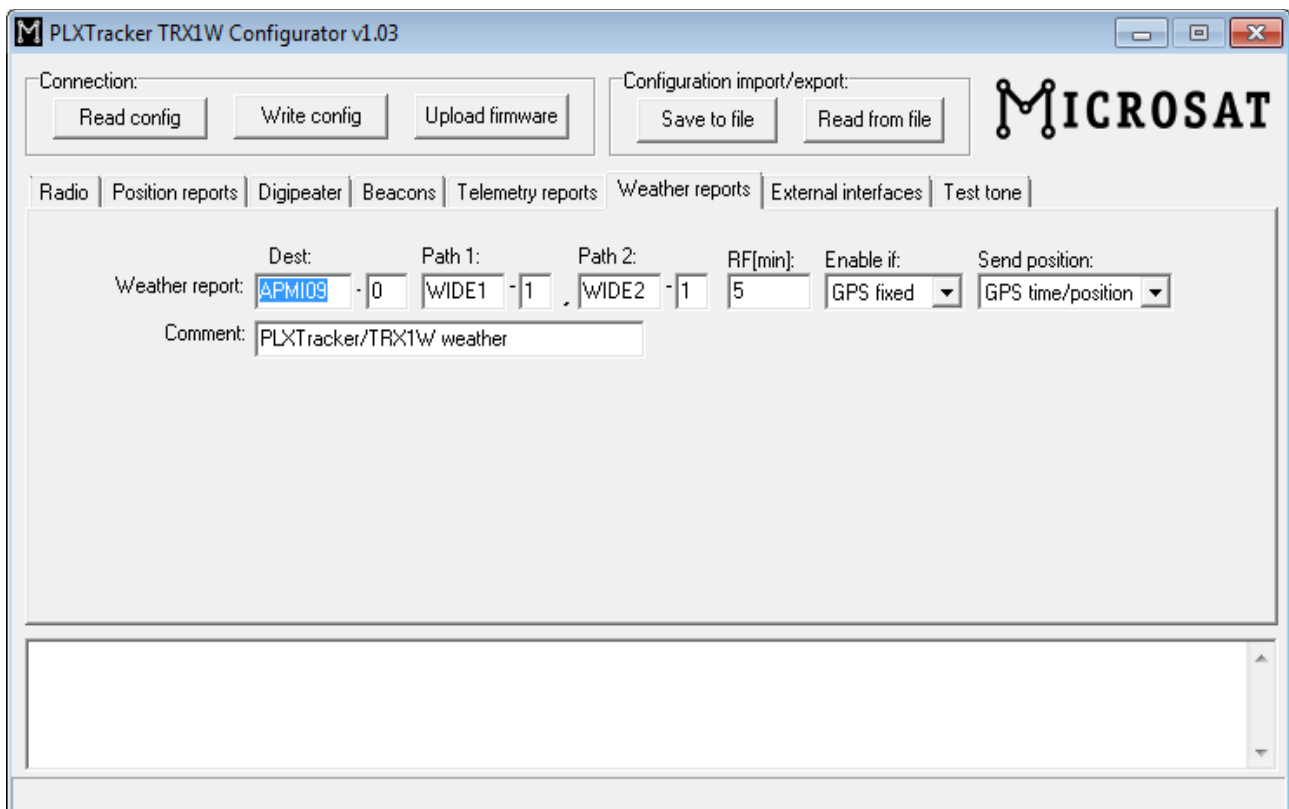 PLXTracker TRX1W Configurator v1.03
Connection: Configuration import/export:
Read config Write config Upload firmware Save to file Read from file MICROSAT
Radio Position reports Digipeater Beacons Telemetry reports Weather reports External interfaces Test tone
Dest: Path 1: Path 2: RF[min]: Enable if: Send position:
Weather report: APMI09 - 0 WIDE1 - 1 , WIDE2 - 1 5 GPS fixed GPS time/position
Comment: PLXTracker/TRX1W weather